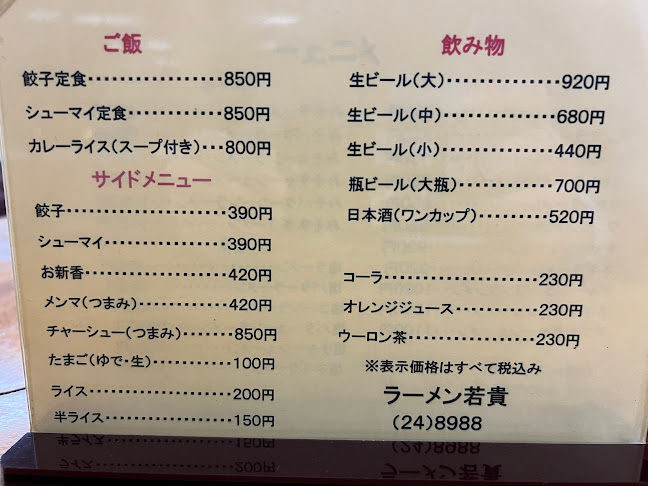 ご飯
餃子定食・・・・・・・・・・・・・・・・・850円
シューマイ定食・・・・・・・・・・・・850円
カレーライス(スープ付き)・・・800円
サイドメニュー
餃子・・・・・・・・・・・・・・・・・・・・・390円
シューマイ・・・・・・・・・・・・・・・・390円
お新香・・・・・・・・・・・・・・・・・・・420円
メンマ(つまみ)・・・・・・・・・・・・420円
チャーシュー(つまみ)・・・・・・・850円
たまご(ゆで・生)・・・・・・・・・・100円
ライス・・・・・・・・・・・・・・・・・・・200円
半ライス・・・・・・・・・・・・・・・・・150円
飲み物
生ビール(大)・・・・・・・・・・・・・・920円
生ビール(中)・・・・・・・・・・・・・・680円
生ビール(小)・・・・・・・・・・・・・・440円
瓶ビール(大瓶)・・・・・・・・・・・・700円
日本酒(ワンカップ)・・・・・・・・・520円
コーラ・・・・・・・・・・・・・・・・・・・230円
オレンジジュース・・・・・・・・・・230円
ウーロン茶・・・・・・・・・・・・・・・・230円
※表示価格はすべて税込み
ラーメン若貴
(24)8988